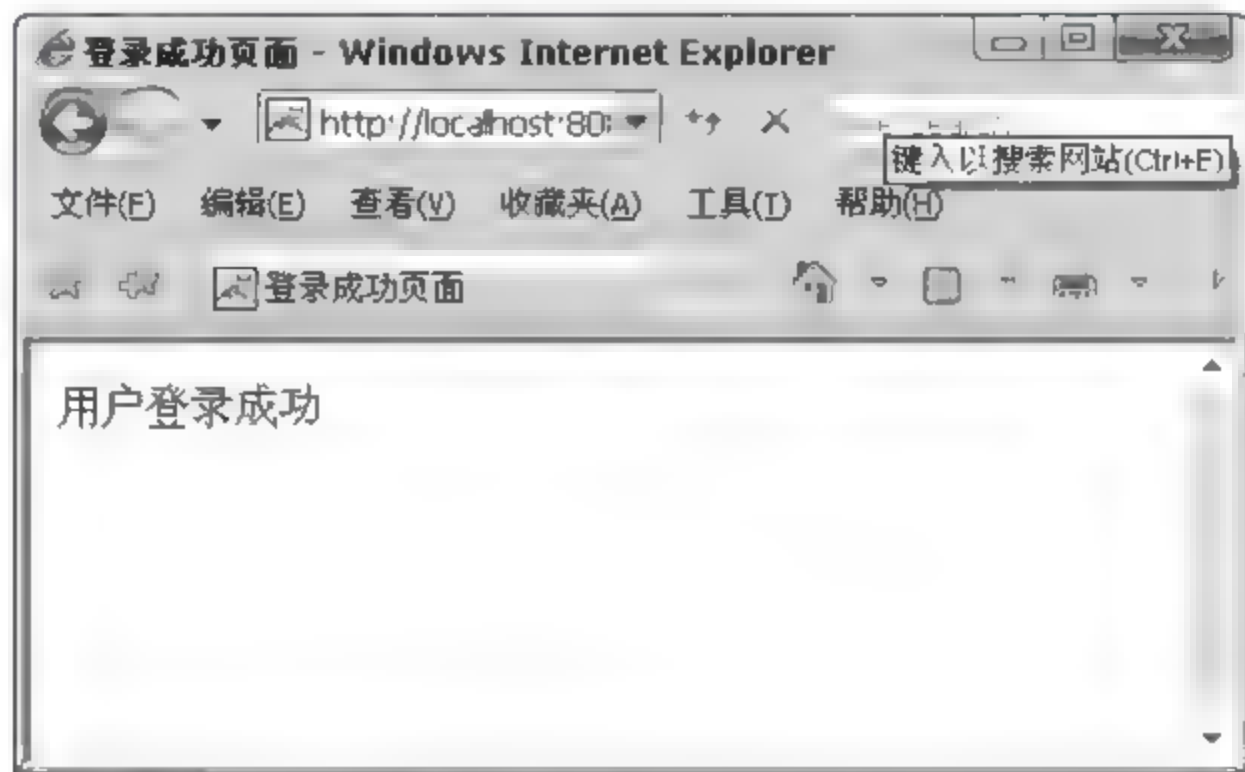 登录成功页面 - Windows Internet Explorer
http://localhost:80
键入以搜索网站(Ctrl+E)
文件(F) 编辑(E) 查看(V) 收藏夹(A) 工具(T) 帮助(H)
登录成功页面
用户登录成功